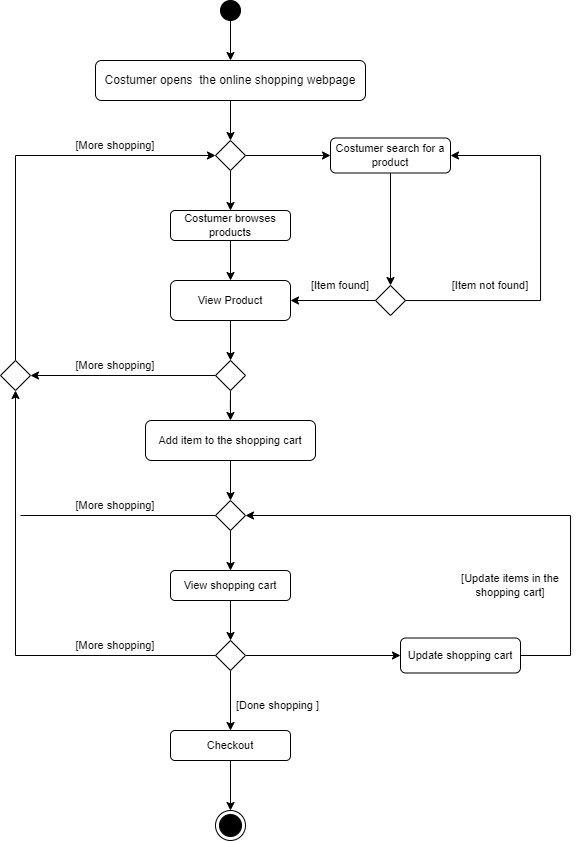 Costumer opens  the online shopping webpage
[More shopping]
Costumer search for a
product
Costumer browses
products
[Item found]
[Item not found]
View Product
[More shopping]
Add item to the shopping cart
[More shopping]
View shopping cart
[Update items in the
shopping cart]
[More shopping]
Update shopping cart
[Done shopping ]
Checkout